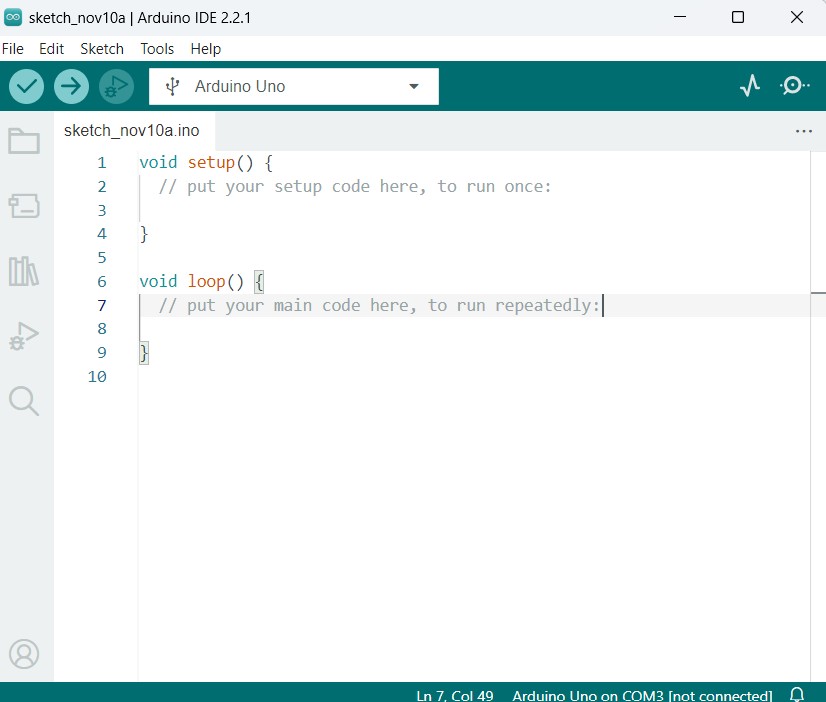 sketch_nov10a | Arduino IDE 2.2.1
File Edit Sketch Tools Help
Arduino Uno
sketch_nov10a.ino
1 void setup() {
2 // put your setup code here, to run once:
3
4 }
5
6 void loop() {
7 // put your main code here, to run repeatedly:
8
9 }
10
Ln 7, Col 49 Arduino Uno on COM3 [not connected]